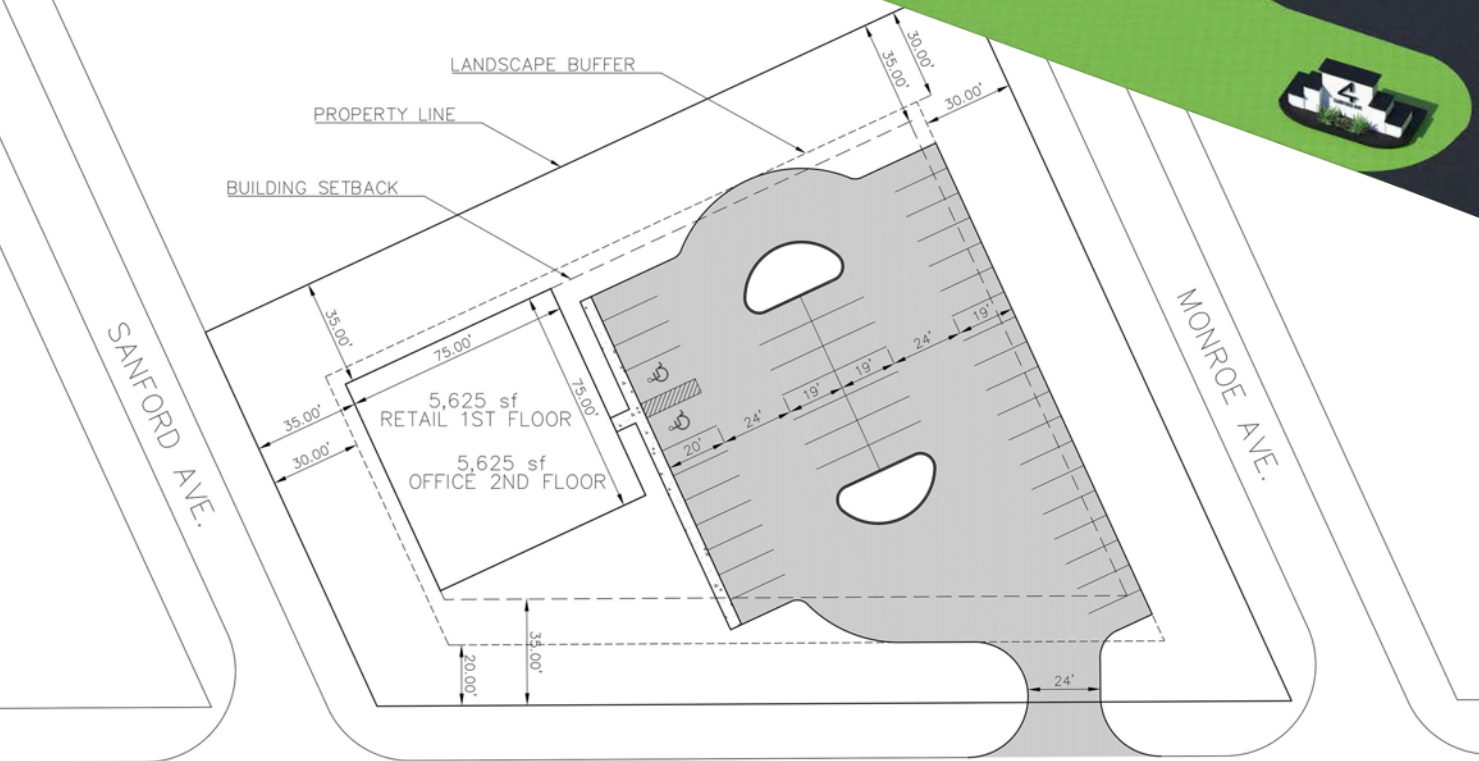 LANDSCAPE BUFFER
PROPERTY LINE
BUILDING SETBACK
30.00'
35.00'
30.00'
4
SANFORD AVE.
MONROE AVE.
35.00'
75.00'
75.00'
35.00'
30.00'
5,625 sf
RETAIL 1ST FLOOR
5,625 sf
OFFICE 2ND FLOOR
20'
24'
19'
19'
24'
19'
35.00'
20.00'
24'